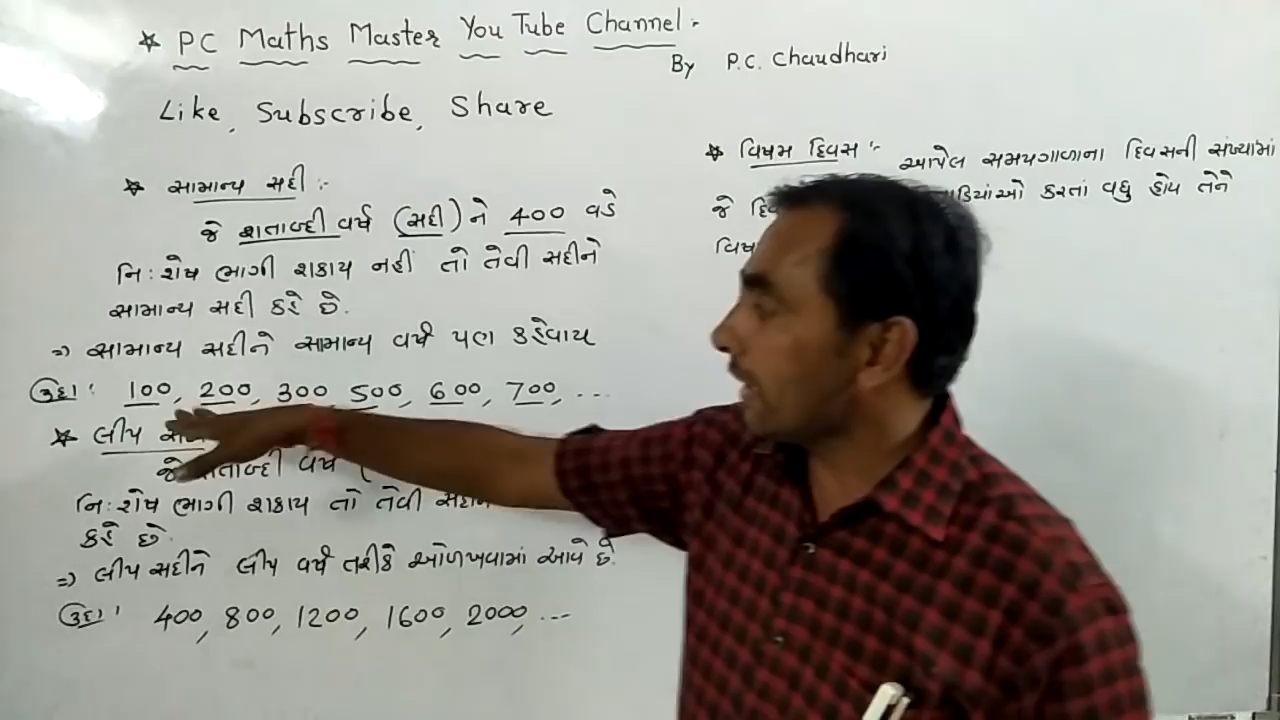 * PC Maths Master You Tube Channel :-
By P.C. Chaudhari
Like, Subscribe, Share
* સામાન્ય સદી :-
જે શતાબ્દી વર્ષ (સદી) ને 400 વડે
નિ:શેષ ભાગી શકાય નહીં તો તેવી સદીને
સામાન્ય સદી કહે છે.
⇒ સામાન્ય સદીને સામાન્ય વર્ષ પણ કહેવાય
ઉદા: 100, 200, 300, 500, 600, 700, ...
* લીપ
જે શતાબ્દી વર્ષ (
નિ:શેષ ભાગી શકાય તો તેવી
કહે છે.
⇒ લીપ સદીને લીપ વર્ષ તરીકે ઓળખવામાં આવે છે.
ઉદા: 400, 800, 1200, 1600, 2000, ...
* વિષમ દિવસ :- આપેલ સમયગાળાના દિવસની સંખ્યામાં
જે કરતાં વધુ હોય તેને